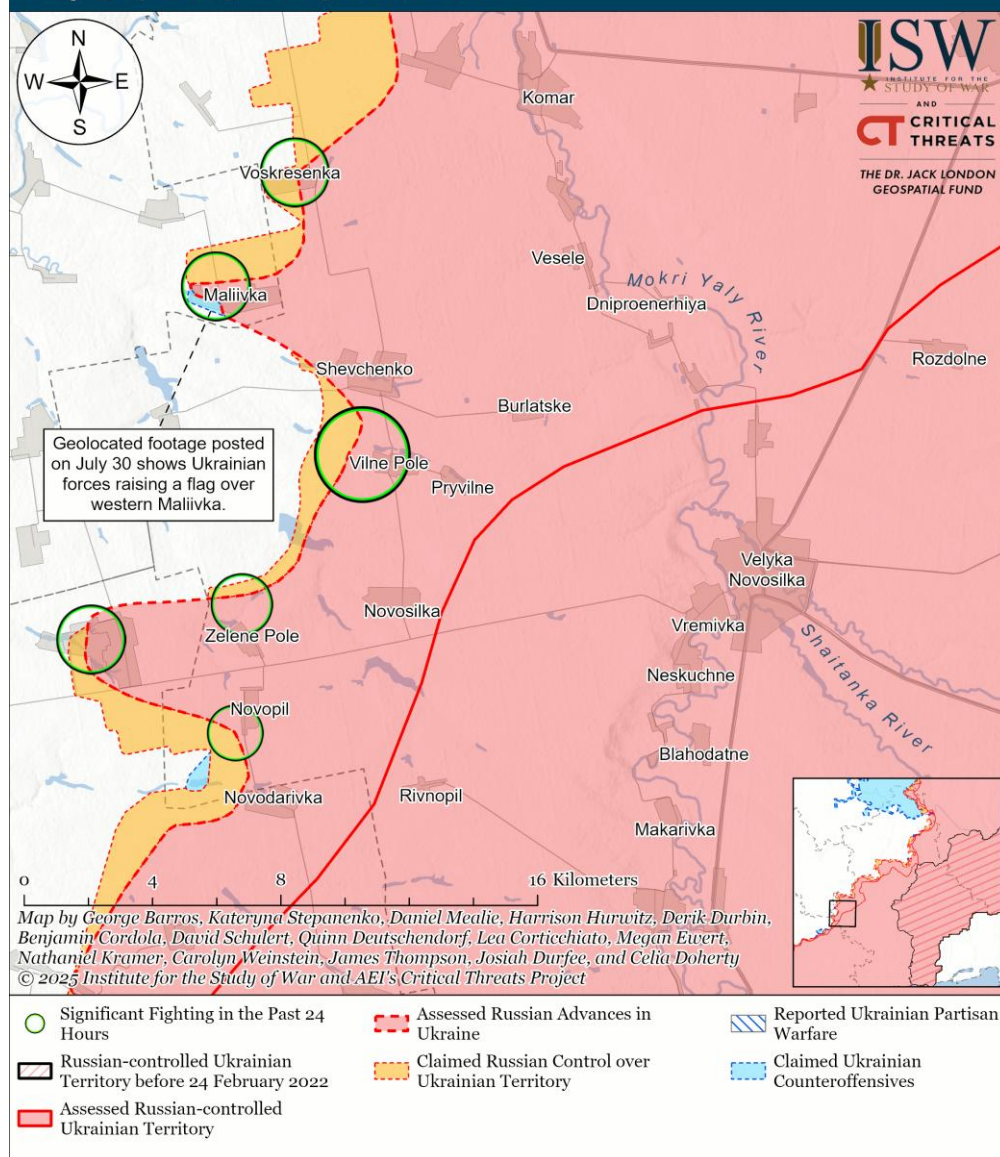 N
W
E
S
ISW
INSTITUTE FOR THE
STUDY OF WAR
AND
CT CRITICAL
THREATS
THE DR. JACK LONDON
GEOSPATIAL FUND
Komar
Voskresenka
Vesele
Mokri Yaly River
Maliivka
Dniproenerhiya
Shevchenko
Rozdolne
Burlatske
Geolocated footage posted
on July 30 shows Ukrainian
forces raising a flag over
western Maliivka.
Vilne Pole
Pryvilne
Velyka
Novosilka
Novosilka
Zelene Pole
Vremivka
Shaitanka River
Neskuchne
Novopil
Blahodatne
Novodarivka
Rivnopil
Makarivka
0 4 8 16 Kilometers
Map by George Barros, Kateryna Stepanenko, Daniel Mealie, Harrison Hurwitz, Derik Durbin,
Benjamin Cordola, David Schulert, Quinn Deutschendorf, Lea Corticchiato, Megan Ewert,
Nathaniel Kramer, Carolyn Weinstein, James Thompson, Josiah Durfee, and Celia Doherty
© 2025 Institute for the Study of War and AEI's Critical Threats Project
Significant Fighting in the Past 24
Hours
Russian-controlled Ukrainian
Territory before 24 February 2022
Assessed Russian-controlled
Ukrainian Territory
Assessed Russian Advances in
Ukraine
Claimed Russian Control over
Ukrainian Territory
Reported Ukrainian Partisan
Warfare
Claimed Ukrainian
Counteroffensives